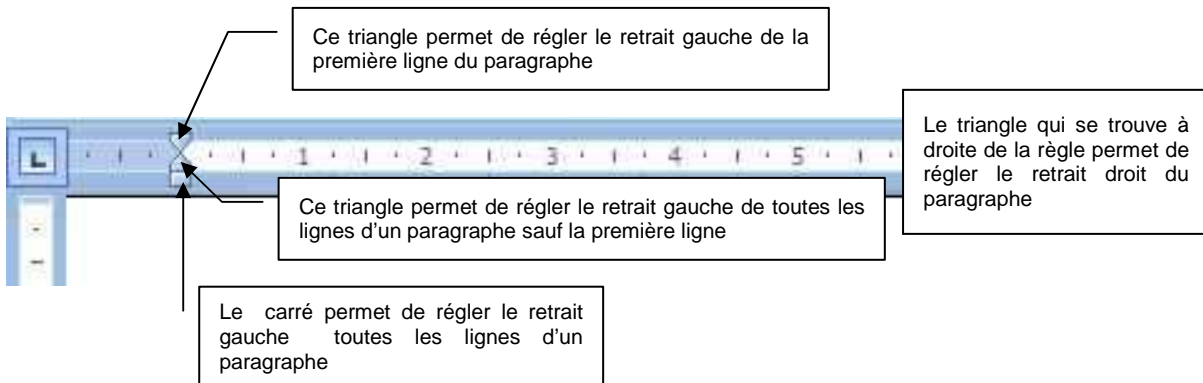 Ce triangle permet de régler le retrait gauche de la
première ligne du paragraphe
L 1 2 3 4 5
Le triangle qui se trouve à
droite de la règle permet de
régler le retrait droit du
paragraphe
Ce triangle permet de régler le retrait gauche de toutes les
lignes d'un paragraphe sauf la première ligne
Le carré permet de régler le retrait
gauche toutes les lignes d'un
paragraphe